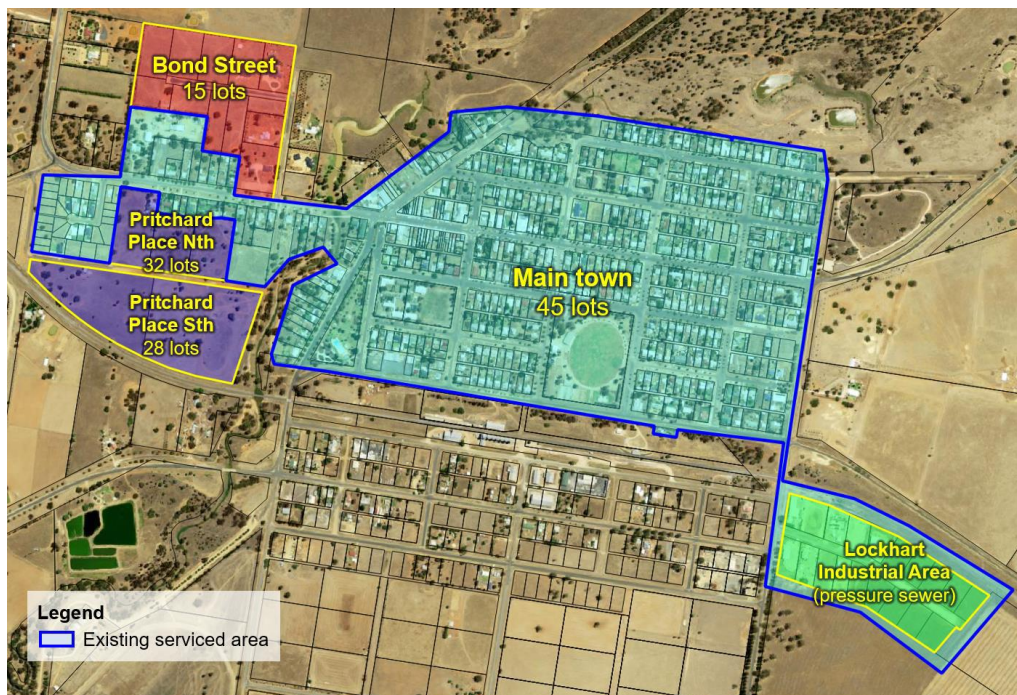 Bond Street
15 lots
Pritchard
Place Nth
32 lots
Pritchard
Place Sth
28 lots
Main town
45 lots
Lockhart
Industrial Area
(pressure sewer)
Legend
Existing serviced area